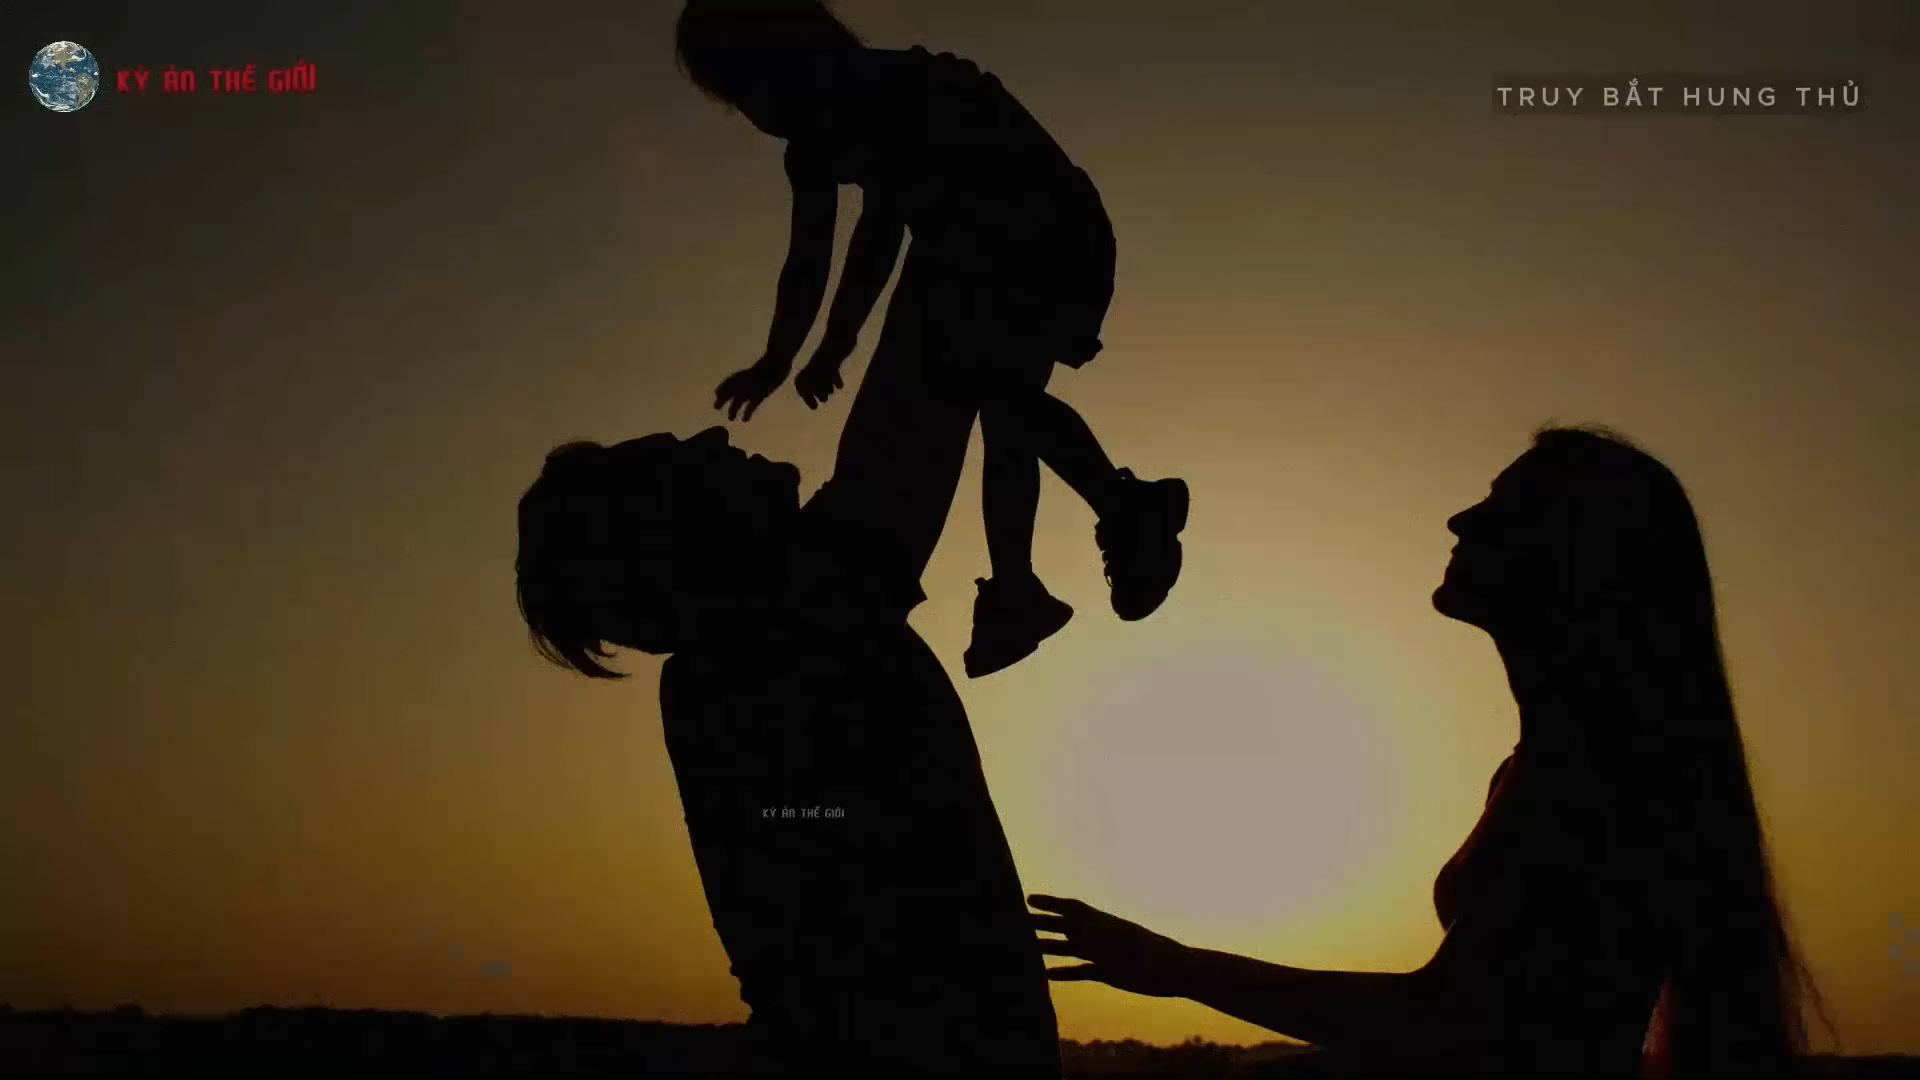 KỲ ÁN THẾ GIỚI
TRUY BẮT HUNG THỦ
KỲ ÁN THẾ GIỚI